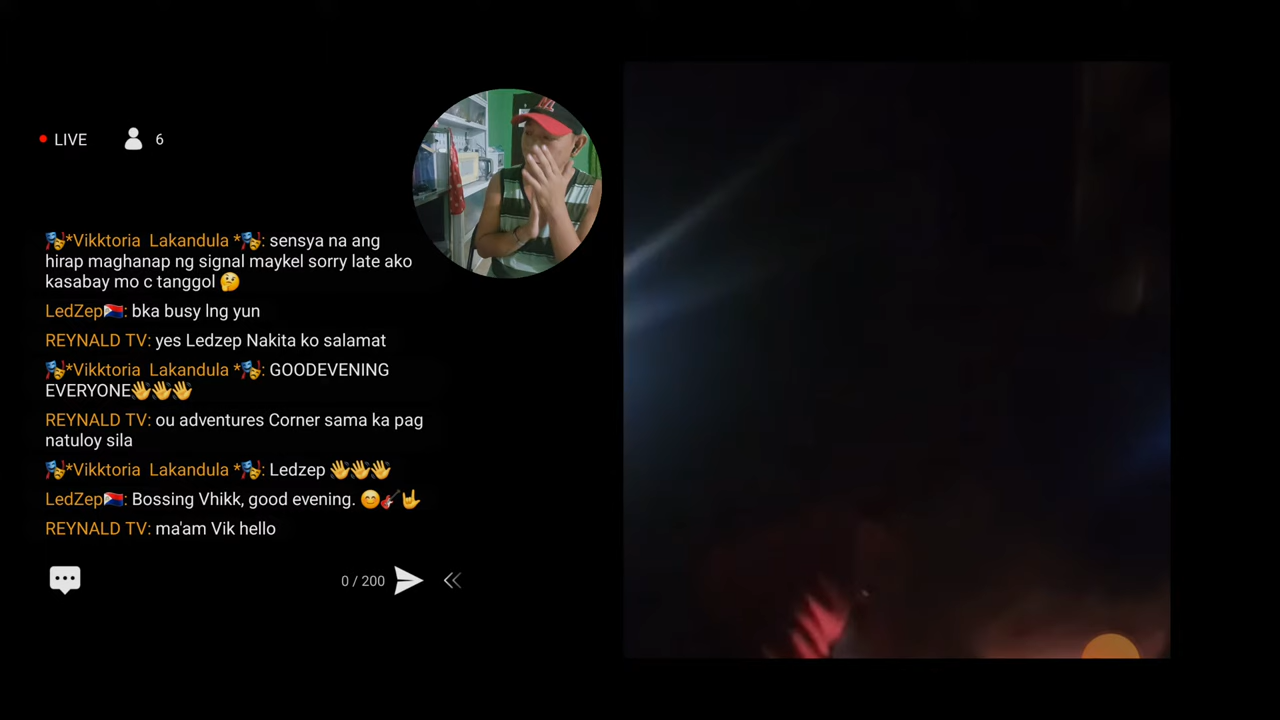 LIVE 6
*Vikktoria Lakandula *: sensya na ang
hirap maghanap ng signal maykel sorry late ako
kasabay mo c tanggol 🤔
LedZep🇵🇭: bka busy lng yun
REYNALD TV: yes Ledzep Nakita ko salamat
*Vikktoria Lakandula *: GOODEVENING
EVERYONE👋👋👋
REYNALD TV: ou adventures Corner sama ka pag
natuloy sila
*Vikktoria Lakandula *: Ledzep 👋👋👋
LedZep🇵🇭: Bossing Vhikk, good evening. 😊🎸🤘
REYNALD TV: ma'am Vik hello
0 / 200